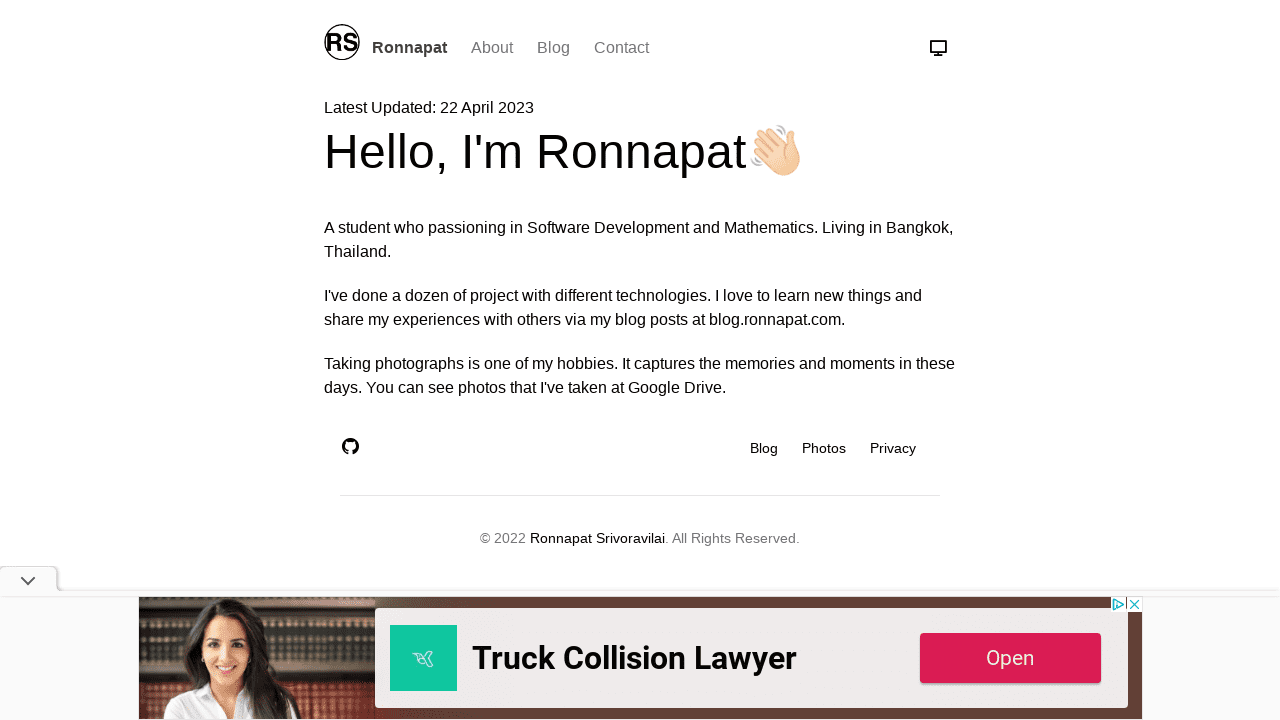 RS
Ronnapat About Blog Contact
Latest Updated: 22 April 2023
Hello, I'm Ronnapat👋🏻
A student who passioning in Software Development and Mathematics. Living in Bangkok,
Thailand.
I've done a dozen of project with different technologies. I love to learn new things and
share my experiences with others via my blog posts at blog.ronnapat.com.
Taking photographs is one of my hobbies. It captures the memories and moments in these
days. You can see photos that I've taken at Google Drive.
Blog Photos Privacy
© 2022 Ronnapat Srivoravilai. All Rights Reserved.
Truck Collision Lawyer
Open